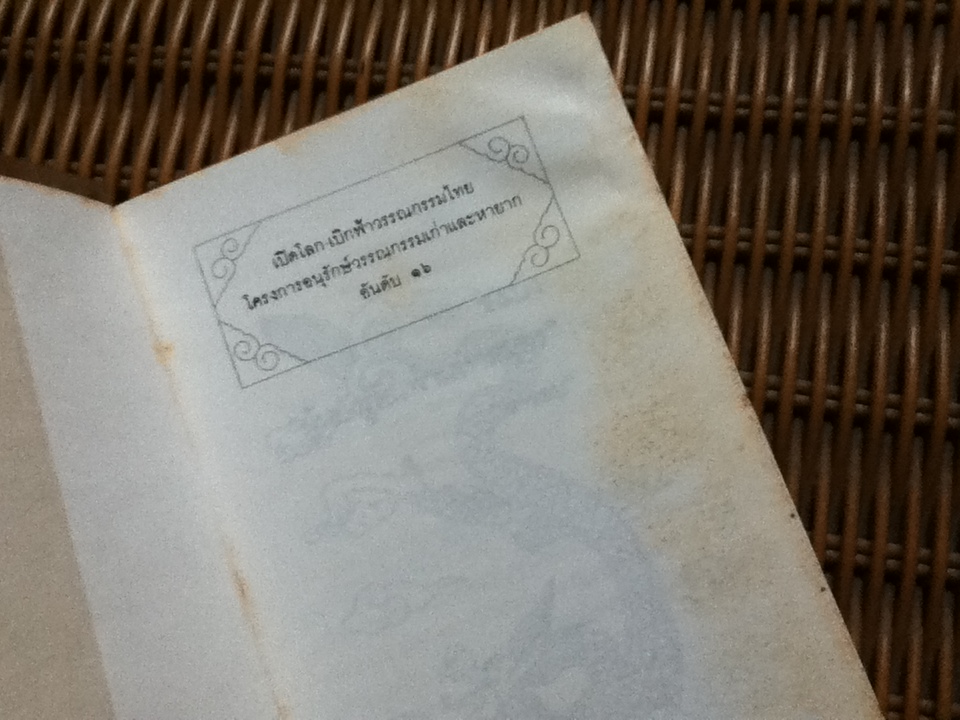 เปิดโลก-เบิกฟ้าวรรณกรรมไทย
โครงการอนุรักษ์วรรณกรรมเก่าและหายาก
อันดับ ๑๖